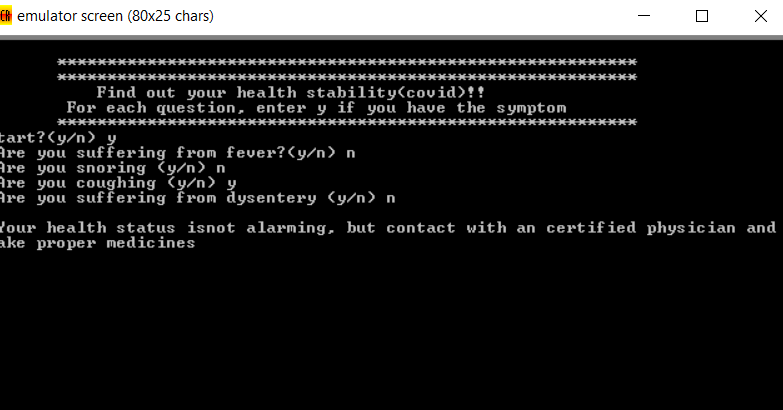 emulator screen (80x25 chars)
**********************************************************
**********************************************************
Find out your health stability(covid)!!
For each question, enter y if you have the symptom
**********************************************************
tart?(y/n) y
Are you suffering from fever?(y/n) n
Are you snoring (y/n) n
Are you coughing (y/n) y
Are you suffering from dysentery (y/n) n
Your health status isnot alarming, but contact with an certified physician and
ake proper medicines